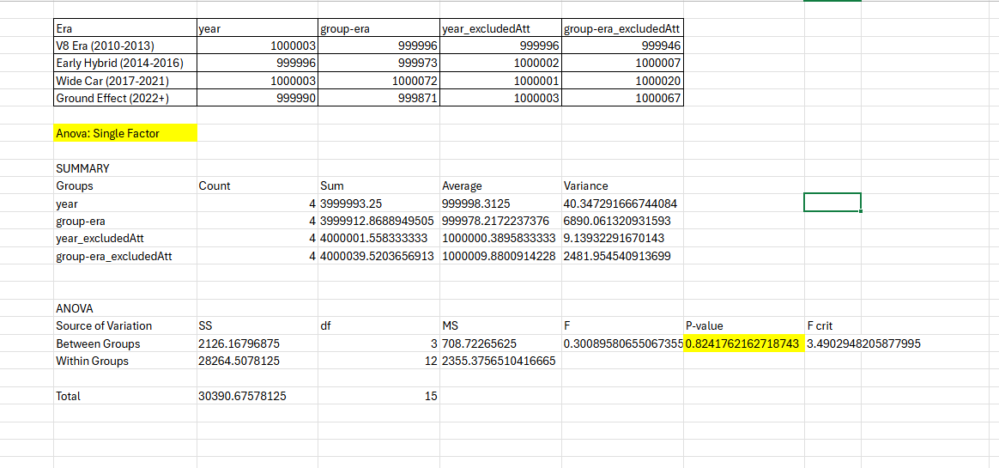 Era year group-era year_excludedAtt group-era_excludedAtt
V8 Era (2010-2013) 1000003 999996 999996 999946
Early Hybrid (2014-2016) 999996 999973 1000002 1000007
Wide Car (2017-2021) 1000003 1000072 1000001 1000020
Ground Effect (2022+) 999990 999871 1000003 1000067
Anova: Single Factor
SUMMARY
Groups Count Sum Average Variance
year 4 3999993.25 999998.3125 40.347291666744084
group-era 4 3999912.8688949505 999978.2172237376 6890.061320931593
year_excludedAtt 4 4000001.558333333 1000000.3895833333 9.13932291670143
group-era_excludedAtt 4 4000039.5203656913 1000009.8800914228 2481.954540913699
ANOVA
Source of Variation SS df MS F P-value F crit
Between Groups 2126.16796875 3 708.72265625 0.30089580655067355 0.8241762162718743 3.4902948205877995
Within Groups 28264.5078125 12 2355.3756510416665
Total 30390.67578125 15